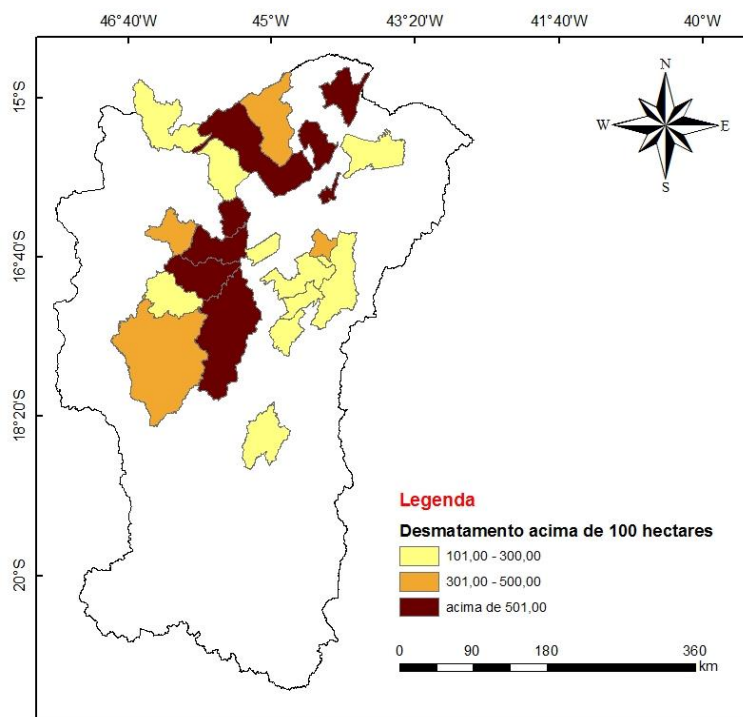 46°40'W 45°0'W 43°20'W 41°40'W 40°W
15°S
N
W E
S
16°40'S
18°20'S
Legenda
Desmatamento acima de 100 hectares
101,00 - 300,00
301,00 - 500,00
acima de 501,00
20°S
0 90 180 360
km